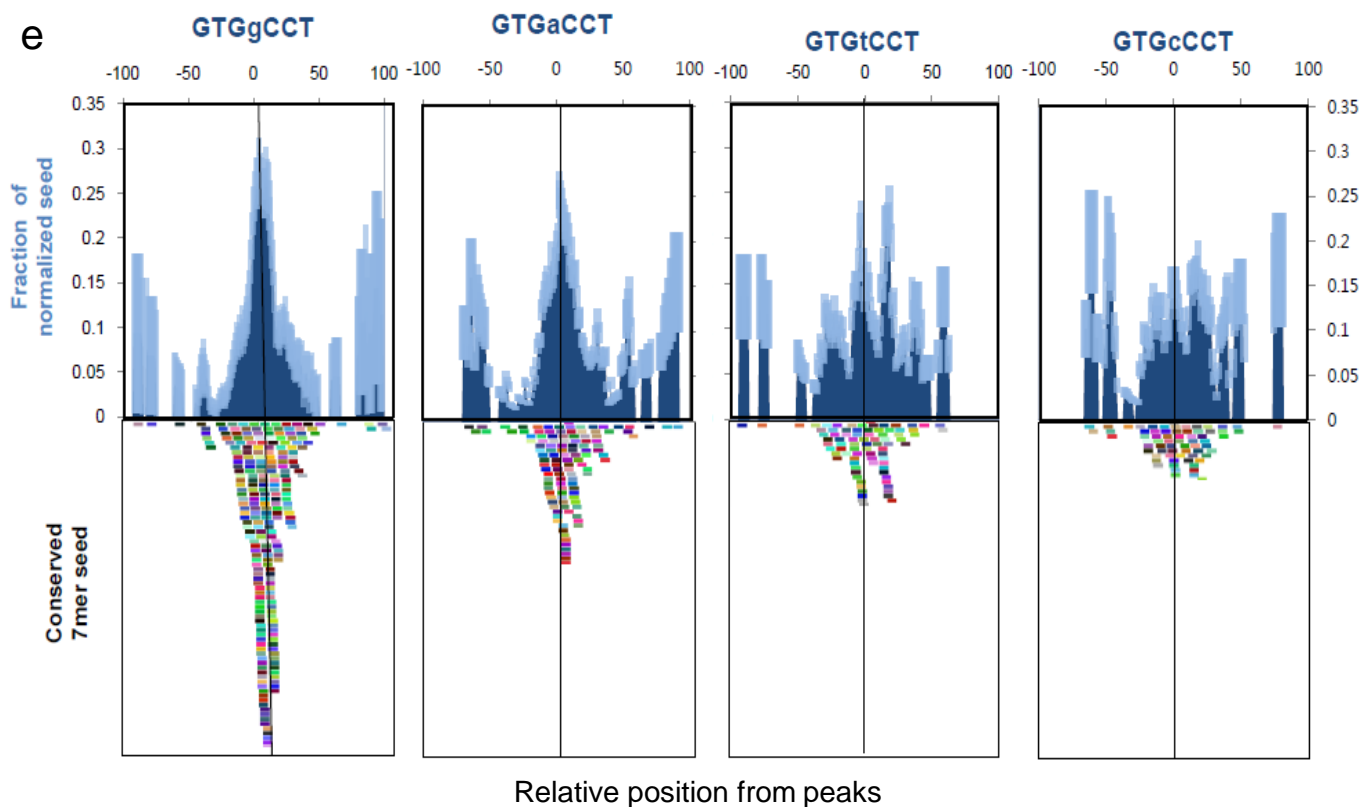 e
GTGgCCT
GTGaCCT
GTGtCCT
GTGcCCT
-100 -50 0 50 100
-100 -50 0 50 100
-100 -50 0 50 100
-100 -50 0 50 100
Fraction of
normalized seed
0.35
0.3
0.25
0.2
0.15
0.1
0.05
0
0.35
0.3
0.25
0.2
0.15
0.1
0.05
0
Conserved
7mer seed
Relative position from peaks